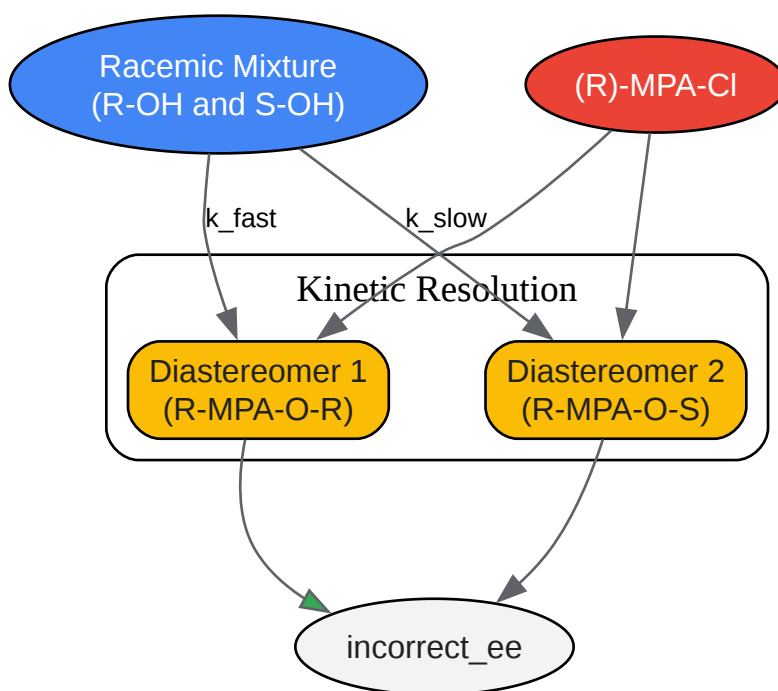 Racemic Mixture
(R-OH and S-OH)
(R)-MPA-Cl
k_fast
k_slow
Kinetic Resolution
Diastereomer 1
(R-MPA-O-R)
Diastereomer 2
(R-MPA-O-S)
incorrect_ee